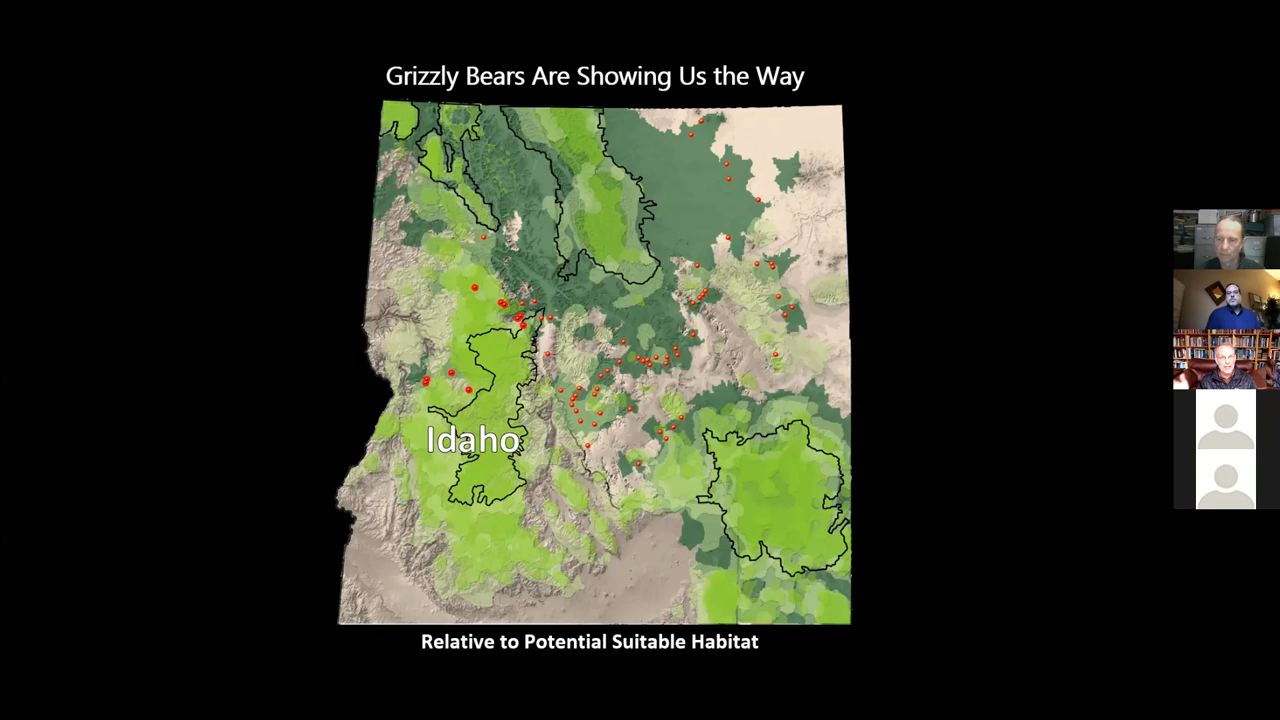 Grizzly Bears Are Showing Us the Way
Idaho
Relative to Potential Suitable Habitat